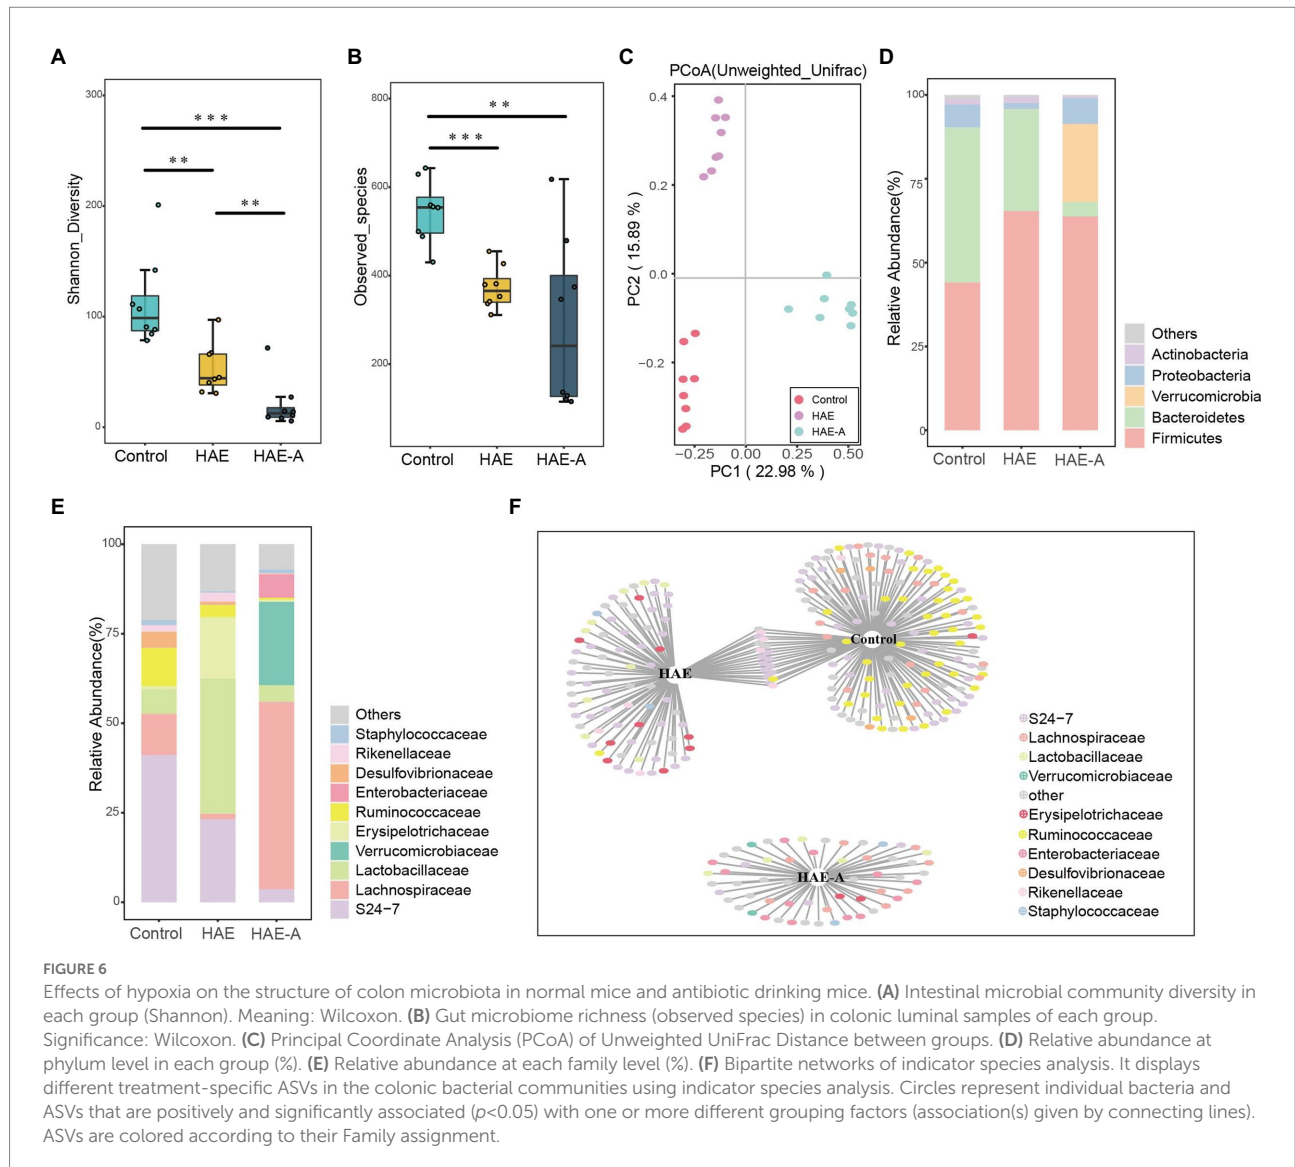 A
300
200
100
0
Shannon_Diversity
***
**
**
Control HAE HAE-A
B
800
600
400
200
Observed_species
**
***
Control HAE HAE-A
C
PCoA(Unweighted_Unifrac)
0.4
0.2
0.0
−0.2
PC2 ( 15.89 % )
Control
HAE
HAE-A
−0.25 0.00 0.25 0.50
PC1 ( 22.98 % )
D
100
75
50
25
0
Relative Abundance(%)
Control HAE HAE-A
Others
Actinobacteria
Proteobacteria
Verrucomicrobia
Bacteroidetes
Firmicutes
E
100
75
50
25
0
Relative Abundance(%)
Control HAE HAE-A
Others
Staphylococcaceae
Rikenellaceae
Desulfovibrionaceae
Enterobacteriaceae
Ruminococcaceae
Erysipelotrichaceae
Verrucomicrobiaceae
Lactobacillaceae
Lachnospiraceae
S24−7
F
Control
HAE
HAE-A
S24−7
Lachnospiraceae
Lactobacillaceae
Verrucomicrobiaceae
other
Erysipelotrichaceae
Ruminococcaceae
Enterobacteriaceae
Desulfovibrionaceae
Rikenellaceae
Staphylococcaceae
FIGURE 6
Effects of hypoxia on the structure of colon microbiota in normal mice and antibiotic drinking mice. (A) Intestinal microbial community diversity in
each group (Shannon). Meaning: Wilcoxon. (B) Gut microbiome richness (observed species) in colonic luminal samples of each group.
Significance: Wilcoxon. (C) Principal Coordinate Analysis (PCoA) of Unweighted UniFrac Distance between groups. (D) Relative abundance at
phylum level in each group (%). (E) Relative abundance at each family level (%). (F) Bipartite networks of indicator species analysis. It displays
different treatment-specific ASVs in the colonic bacterial communities using indicator species analysis. Circles represent individual bacteria and
ASVs that are positively and significantly associated (p<0.05) with one or more different grouping factors (association(s) given by connecting lines).
ASVs are colored according to their Family assignment.